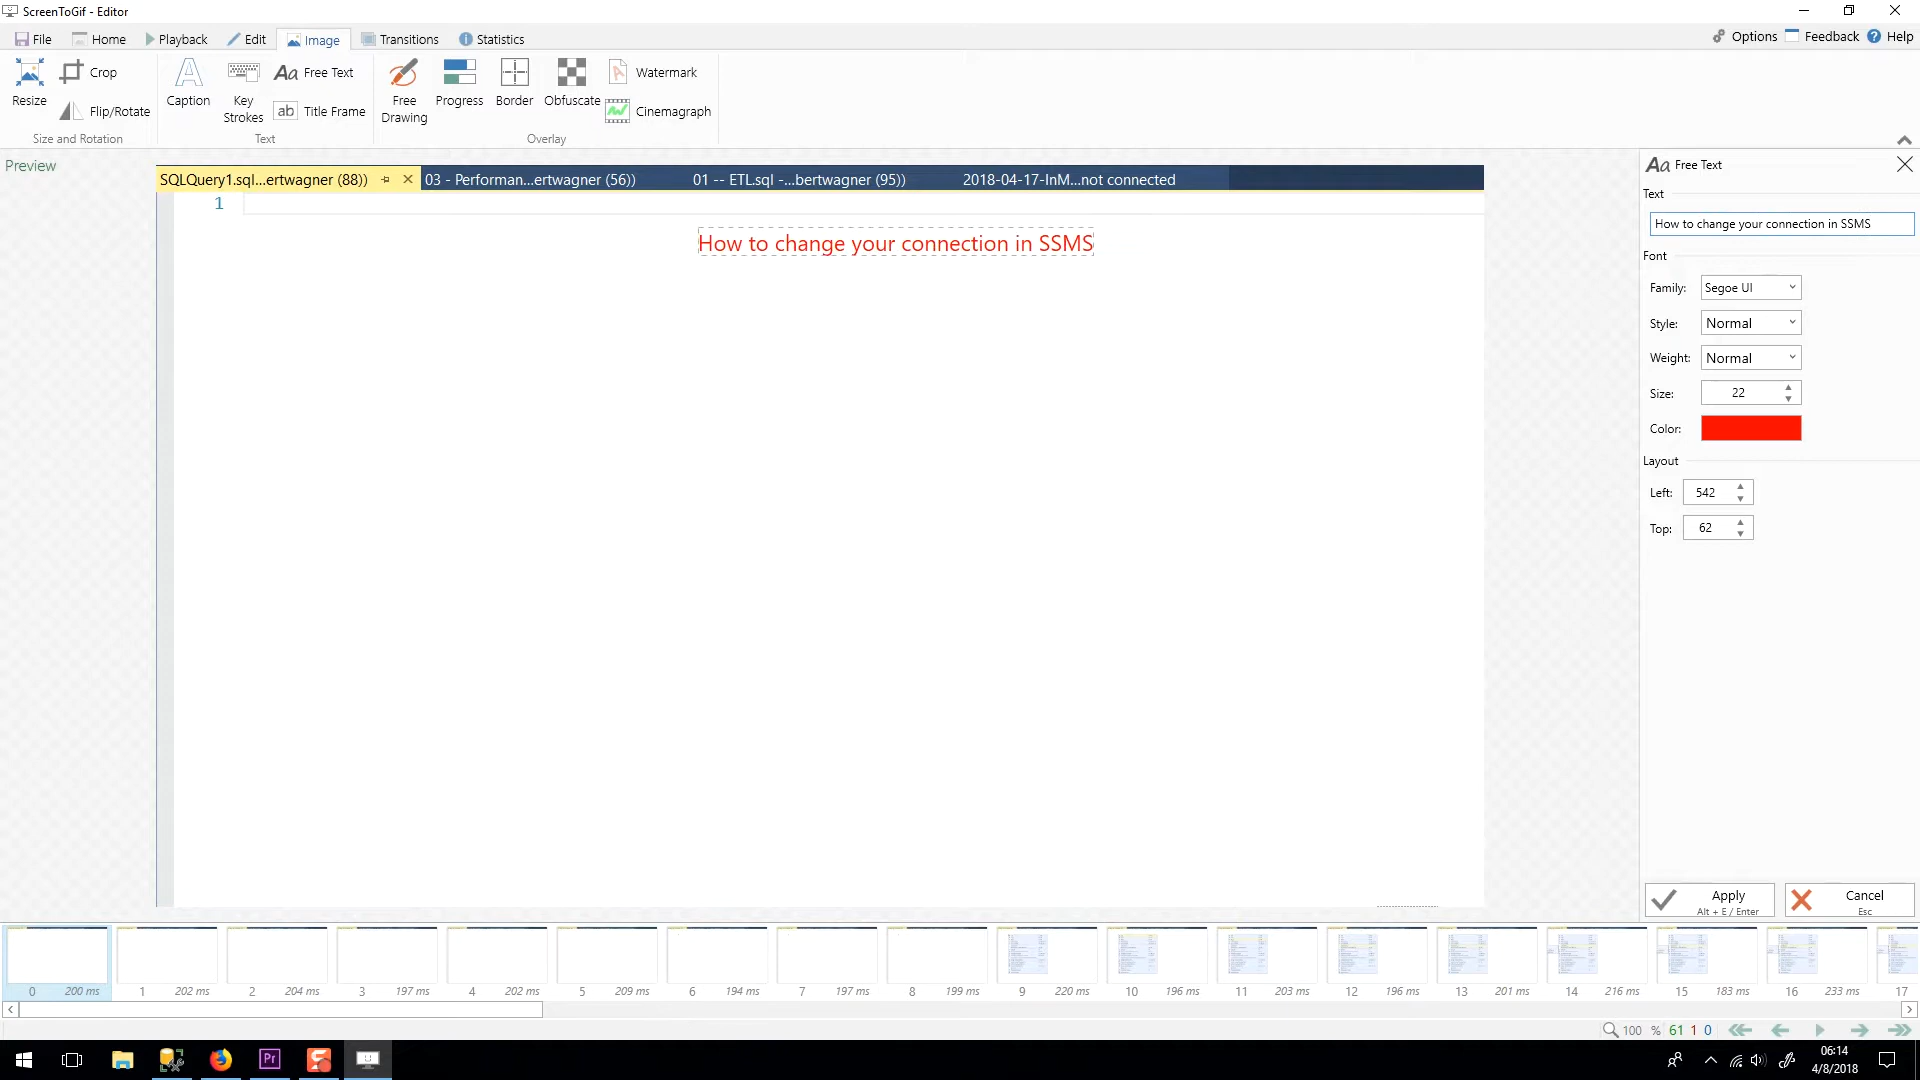 ScreenToGif - Editor
File Home Playback Edit Image Transitions Statistics Options Feedback Help
Resize Crop Flip/Rotate
Size and Rotation
Caption Key Strokes Aa Free Text ab Title Frame
Text
Free Drawing Progress Border Obfuscate Watermark Cinemagraph
Overlay
Preview
SQLQuery1.sql...ertwagner (88)) 03 - Performan...ertwagner (56)) 01 -- ETL.sql -...bertwagner (95)) 2018-04-17-InM...not connected
1
How to change your connection in SSMS
Aa Free Text
Text
How to change your connection in SSMS
Font
Family: Segoe UI
Style: Normal
Weight: Normal
Size: 22
Color:
Layout
Left: 542
Top: 62
Apply
Alt + E / Enter
Cancel
Esc
0 200 ms 1 202 ms 2 204 ms 3 197 ms 4 202 ms 5 209 ms 6 194 ms 7 197 ms 8 199 ms 9 220 ms 10 196 ms 11 203 ms 12 196 ms 13 201 ms 14 216 ms 15 183 ms 16 233 ms 17
100 % 61 1 0
Pr
06:14
4/8/2018